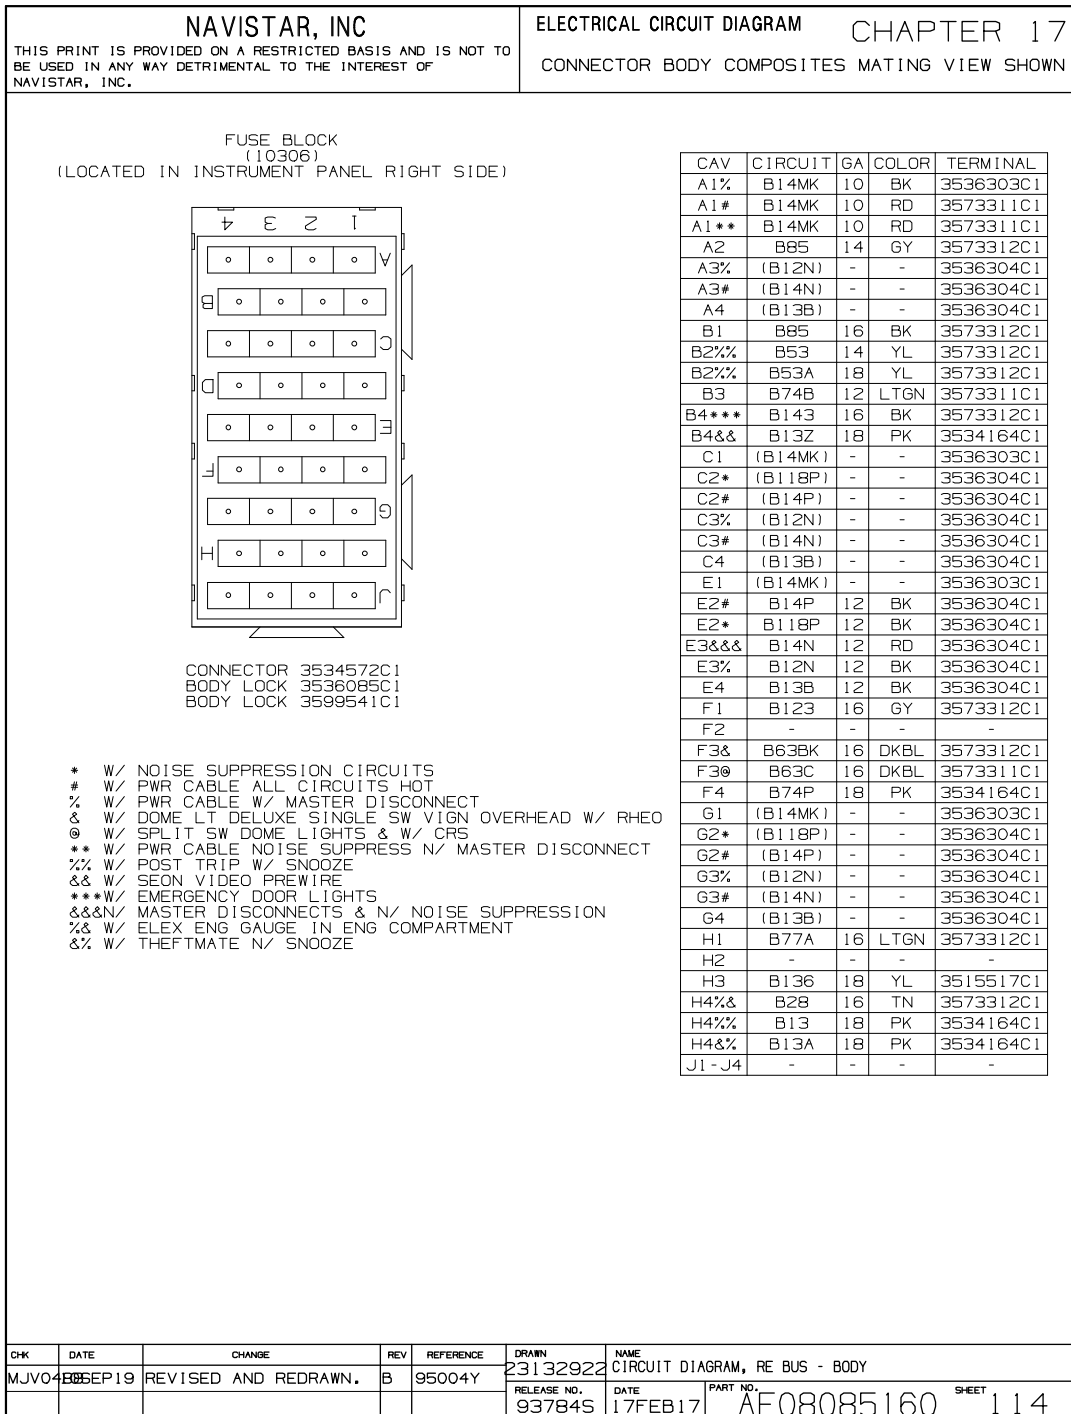 NAVISTAR, INC
THIS PRINT IS PROVIDED ON A RESTRICTED BASIS AND IS NOT TO
BE USED IN ANY WAY DETRIMENTAL TO THE INTEREST OF
NAVISTAR, INC.
ELECTRICAL CIRCUIT DIAGRAM CHAPTER 17
CONNECTOR BODY COMPOSITES MATING VIEW SHOWN
FUSE BLOCK
(10306)
(LOCATED IN INSTRUMENT PANEL RIGHT SIDE)
4 3 2 1
A
B
C
D
E
F
G
H
J
CONNECTOR 3534572C1
BODY LOCK 3536085C1
BODY LOCK 3599541C1
* W/ NOISE SUPPRESSION CIRCUITS
# W/ PWR CABLE ALL CIRCUITS HOT
% W/ PWR CABLE W/ MASTER DISCONNECT
& W/ DOME LT DELUXE SINGLE SW VIGN OVERHEAD W/ RHEO
@ W/ SPLIT SW DOME LIGHTS & W/ CRS
** W/ PWR CABLE NOISE SUPPRESS N/ MASTER DISCONNECT
%% W/ POST TRIP W/ SNOOZE
&& W/ SEON VIDEO PREWIRE
***W/ EMERGENCY DOOR LIGHTS
&&&N/ MASTER DISCONNECTS & N/ NOISE SUPPRESSION
%& W/ ELEX ENG GAUGE IN ENG COMPARTMENT
&% W/ THEFTMATE N/ SNOOZE
CAV CIRCUIT GA COLOR TERMINAL
A1% B14MK 10 BK 3536303C1
A1# B14MK 10 RD 3573311C1
A1** B14MK 10 RD 3573311C1
A2 B85 14 GY 3573312C1
A3% (B12N) - - 3536304C1
A3# (B14N) - - 3536304C1
A4 (B13B) - - 3536304C1
B1 B85 16 BK 3573312C1
B2%% B53 14 YL 3573312C1
B2%% B53A 18 YL 3573312C1
B3 B74B 12 LTGN 3573311C1
B4*** B143 16 BK 3573312C1
B4&& B13Z 18 PK 3534164C1
C1 (B14MK) - - 3536303C1
C2* (B118P) - - 3536304C1
C2# (B14P) - - 3536304C1
C3% (B12N) - - 3536304C1
C3# (B14N) - - 3536304C1
C4 (B13B) - - 3536304C1
E1 (B14MK) - - 3536303C1
E2# B14P 12 BK 3536304C1
E2* B118P 12 BK 3536304C1
E3&&& B14N 12 RD 3536304C1
E3% B12N 12 BK 3536304C1
E4 B13B 12 BK 3536304C1
F1 B123 16 GY 3573312C1
F2 - - - -
F3& B63BK 16 DKBL 3573312C1
F3@ B63C 16 DKBL 3573311C1
F4 B74P 18 PK 3534164C1
G1 (B14MK) - - 3536303C1
G2* (B118P) - - 3536304C1
G2# (B14P) - - 3536304C1
G3% (B12N) - - 3536304C1
G3# (B14N) - - 3536304C1
G4 (B13B) - - 3536304C1
H1 B77A 16 LTGN 3573312C1
H2 - - - -
H3 B136 18 YL 3515517C1
H4%& B28 16 TN 3573312C1
H4%% B13 18 PK 3534164C1
H4&% B13A 18 PK 3534164C1
J1-J4 - - - -
CHK DATE CHANGE REV REFERENCE
REVISED AND REDRAWN. B 95004Y
DRAWN
23132922
NAME
CIRCUIT DIAGRAM, RE BUS - BODY
RELEASE NO.
93784S
DATE
17FEB17
PART NO.
AF08085160
SHEET
114